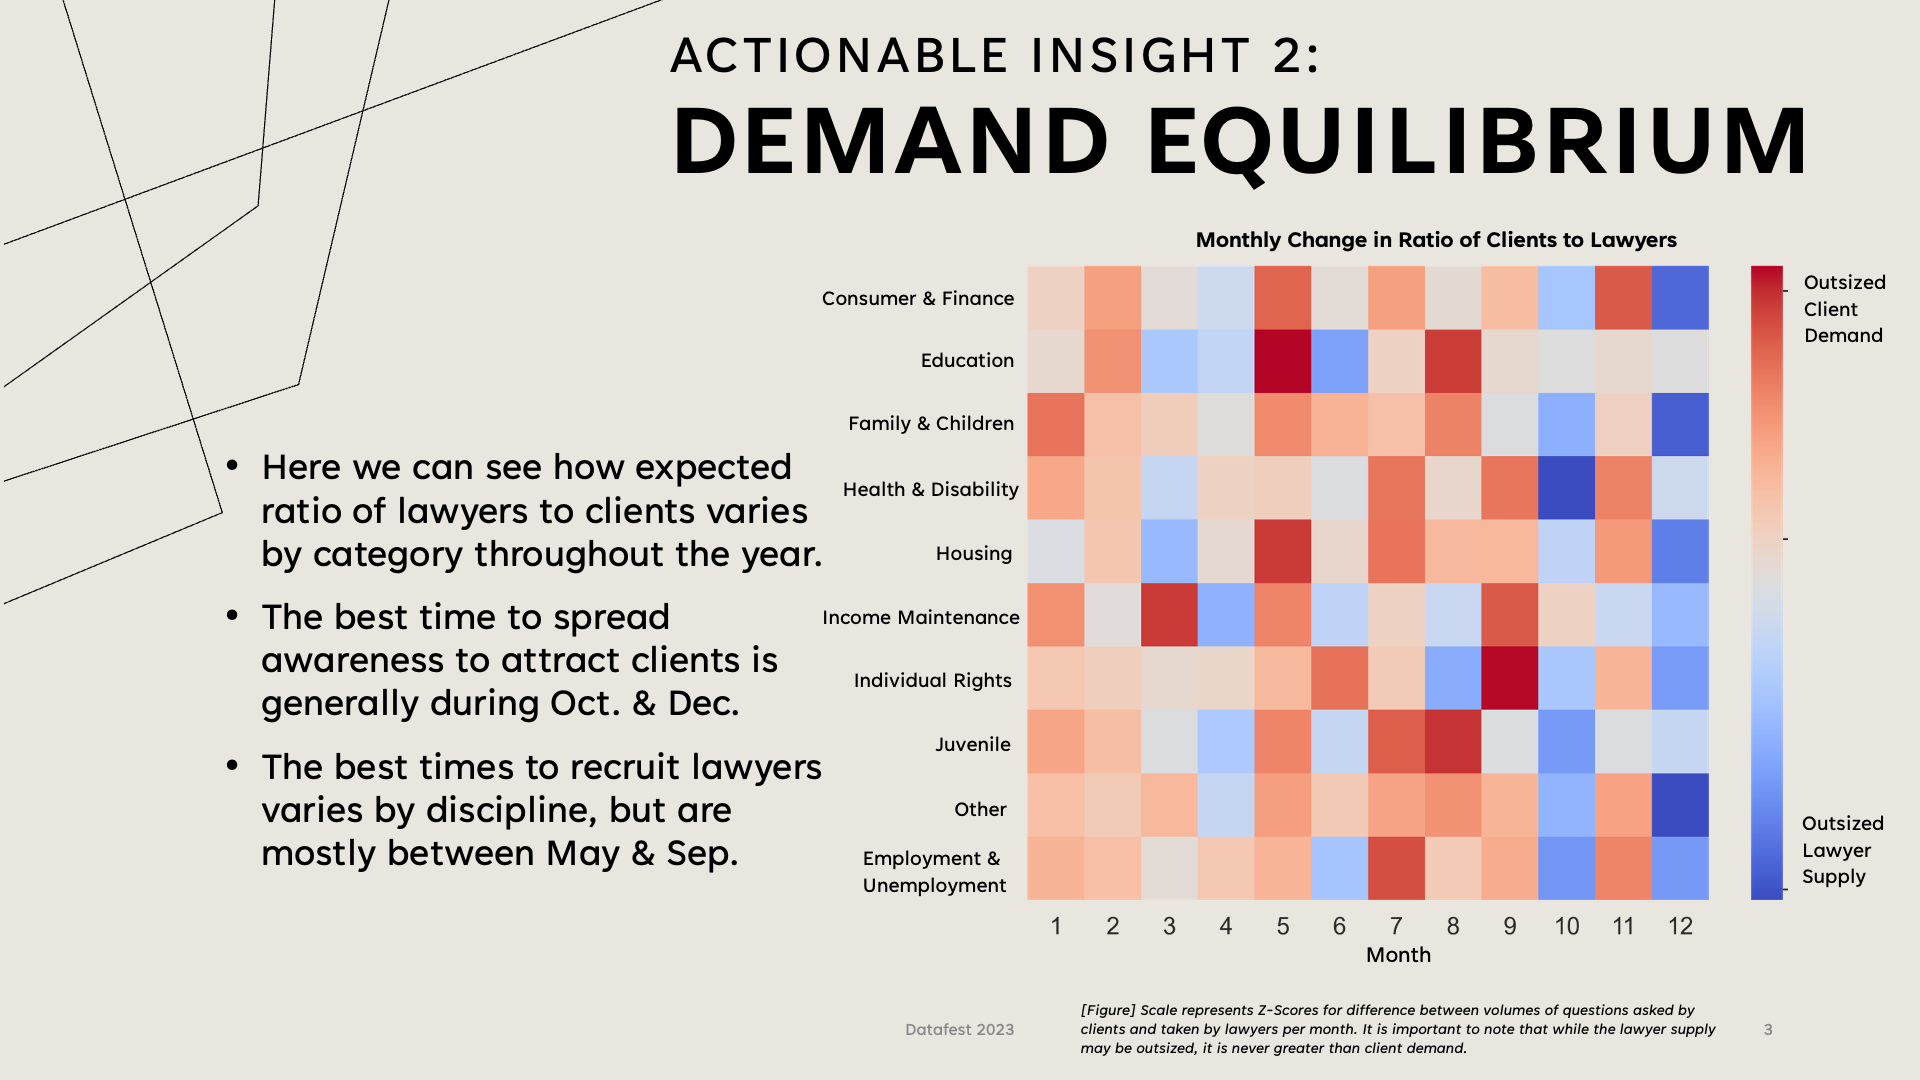 ACTIONABLE INSIGHT 2:
DEMAND EQUILIBRIUM
• Here we can see how expected
ratio of lawyers to clients varies
by category throughout the year.
• The best time to spread
awareness to attract clients is
generally during Oct. & Dec.
• The best times to recruit lawyers
varies by discipline, but are
mostly between May & Sep.
Monthly Change in Ratio of Clients to Lawyers
Consumer & Finance
Education
Family & Children
Health & Disability
Housing
Income Maintenance
Individual Rights
Juvenile
Other
Employment &
Unemployment
1 2 3 4 5 6 7 8 9 10 11 12
Month
Outsized
Client
Demand
Outsized
Lawyer
Supply
Datafest 2023
[Figure] Scale represents Z-Scores for difference between volumes of questions asked by
clients and taken by lawyers per month. It is important to note that while the lawyer supply
may be outsized, it is never greater than client demand.
3